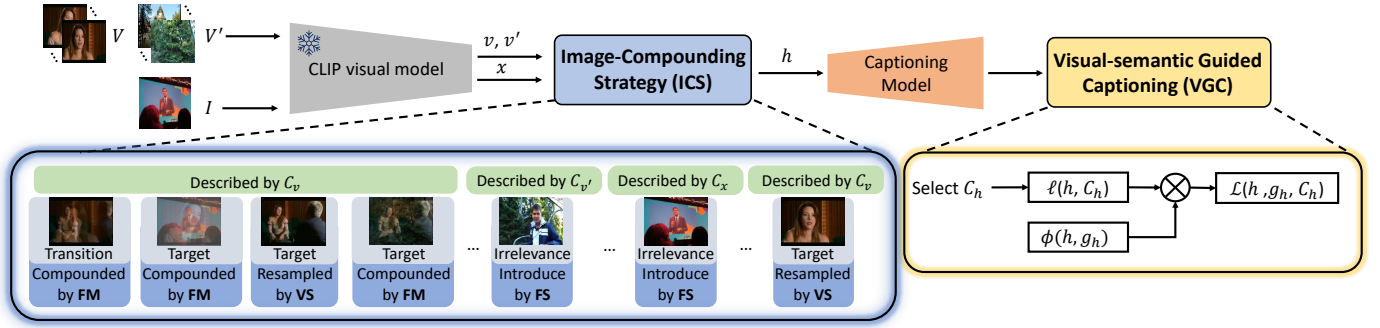 V
V′
I
CLIP visual model
v, v′
x
Image-Compounding
Strategy (ICS)
h
Captioning
Model
Visual-semantic Guided
Captioning (VGC)
Described by C_v
Described by C_{v′}
Described by C_x
Described by C_v
Transition
Compounded
by FM
Target
Compounded
by FM
Target
Resampled
by VS
Target
Compounded
by FM
...
Irrelevance
Introduce
by FS
...
Irrelevance
Introduce
by FS
...
Target
Resampled
by VS
Select C_h
ℓ(h, C_h)
ℒ(h ,g_h, C_h)
ϕ(h, g_h)